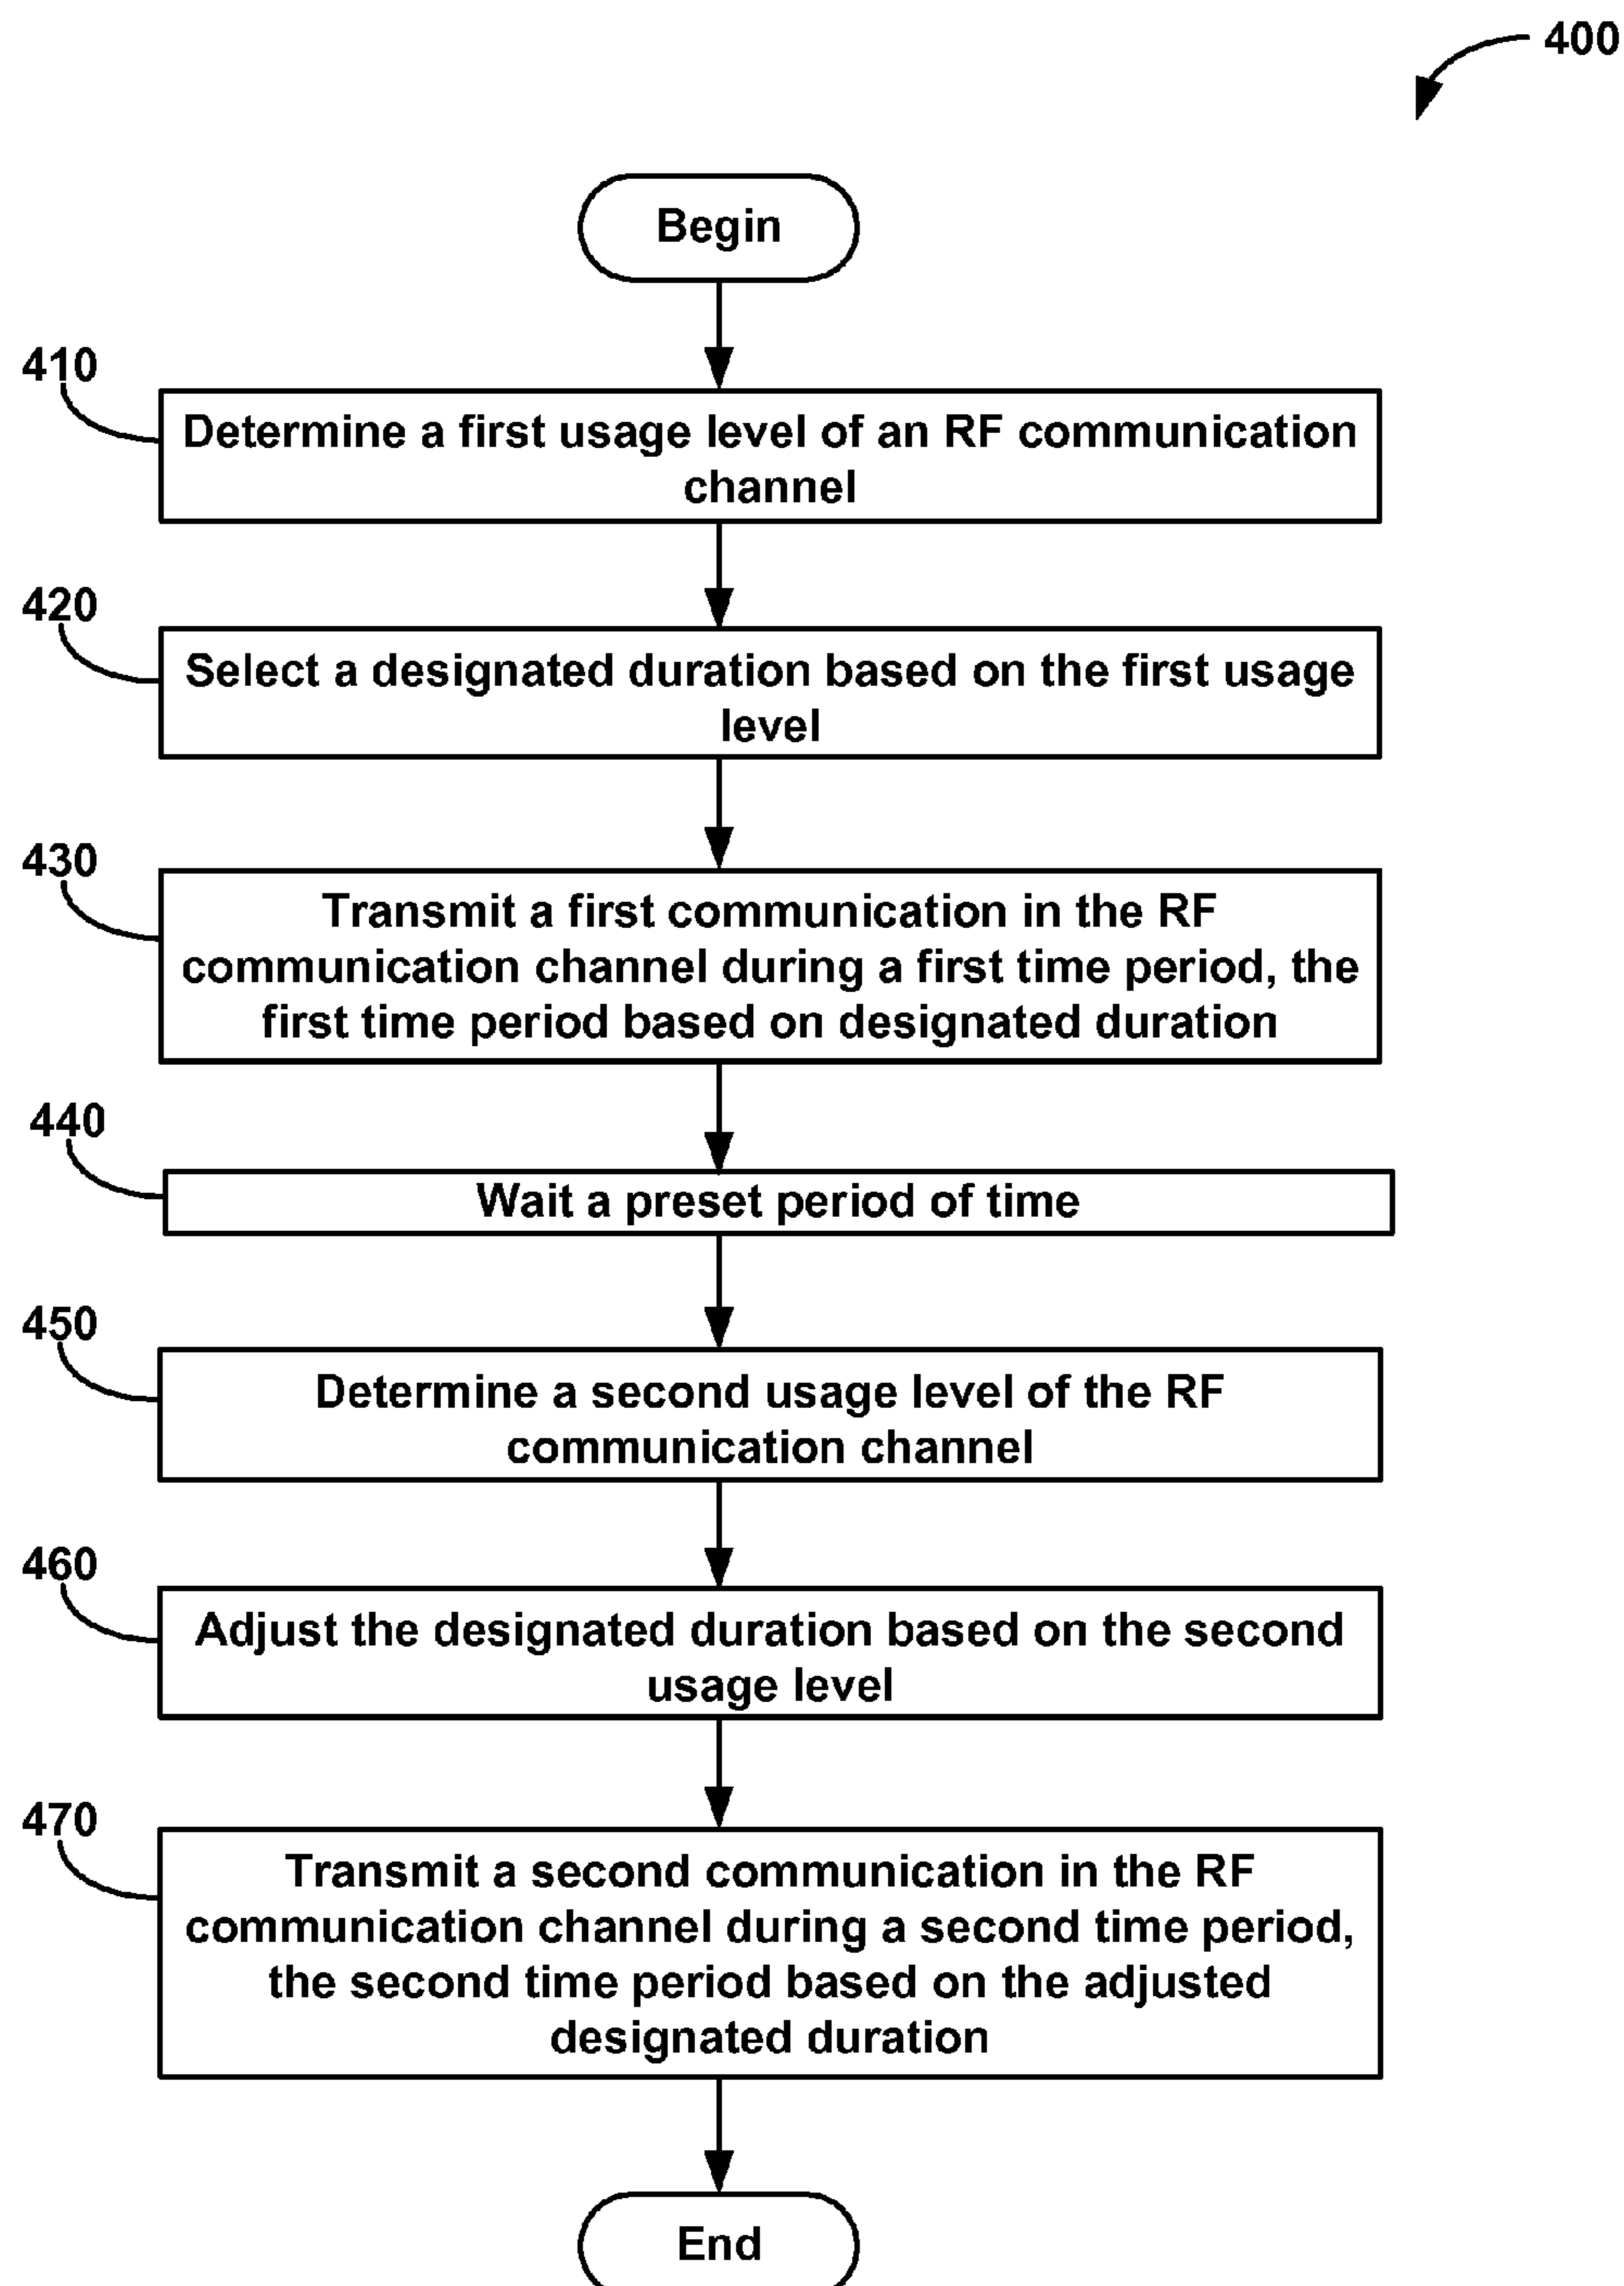 400
Begin
410
Determine a first usage level of an RF communication
channel
420
Select a designated duration based on the first usage
level
430
Transmit a first communication in the RF
communication channel during a first time period, the
first time period based on designated duration
440
Wait a preset period of time
450
Determine a second usage level of the RF
communication channel
460
Adjust the designated duration based on the second
usage level
470
Transmit a second communication in the RF
communication channel during a second time period,
the second time period based on the adjusted
designated duration
End